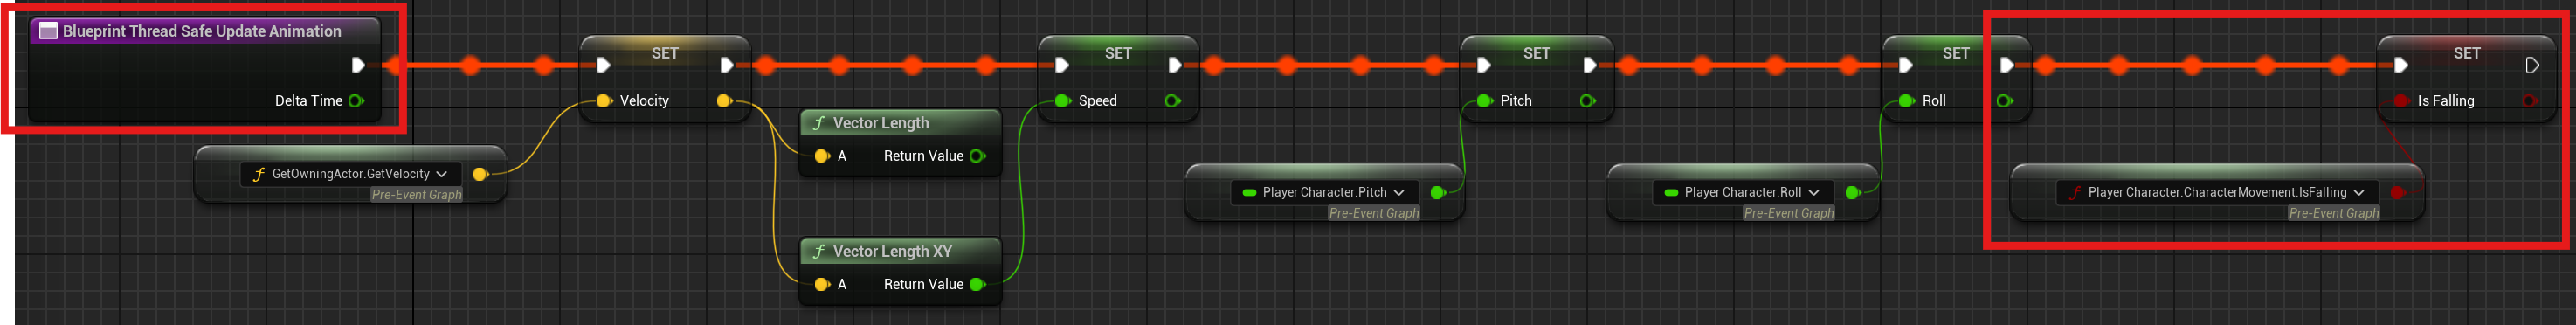 Blueprint Thread Safe Update Animation
Delta Time
GetOwningActor.GetVelocity
Pre-Event Graph
SET
Velocity
Vector Length
A Return Value
Vector Length XY
A Return Value
SET
Speed
Player Character.Pitch
Pre-Event Graph
SET
Pitch
Player Character.Roll
Pre-Event Graph
SET
Roll
Player Character.CharacterMovement.IsFalling
Pre-Event Graph
SET
Is Falling